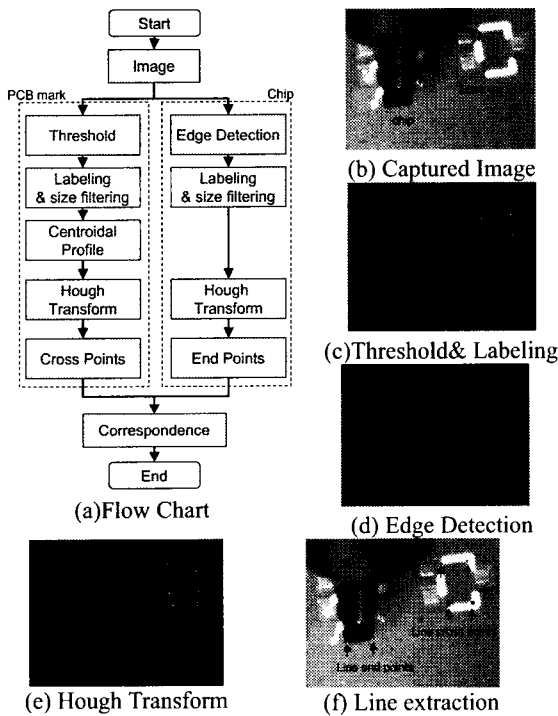 Start
Image
PCB mark
Chip
Threshold
Edge Detection
Labeling
& size filtering
Labeling
& size filtering
Centroidal
Profile
Hough
Transform
Hough
Transform
Cross Points
End Points
Correspondence
End
(a)Flow Chart
chip
(b) Captured Image
(c)Threshold& Labeling
(d) Edge Detection
(e) Hough Transform
Line end points
(f) Line extraction